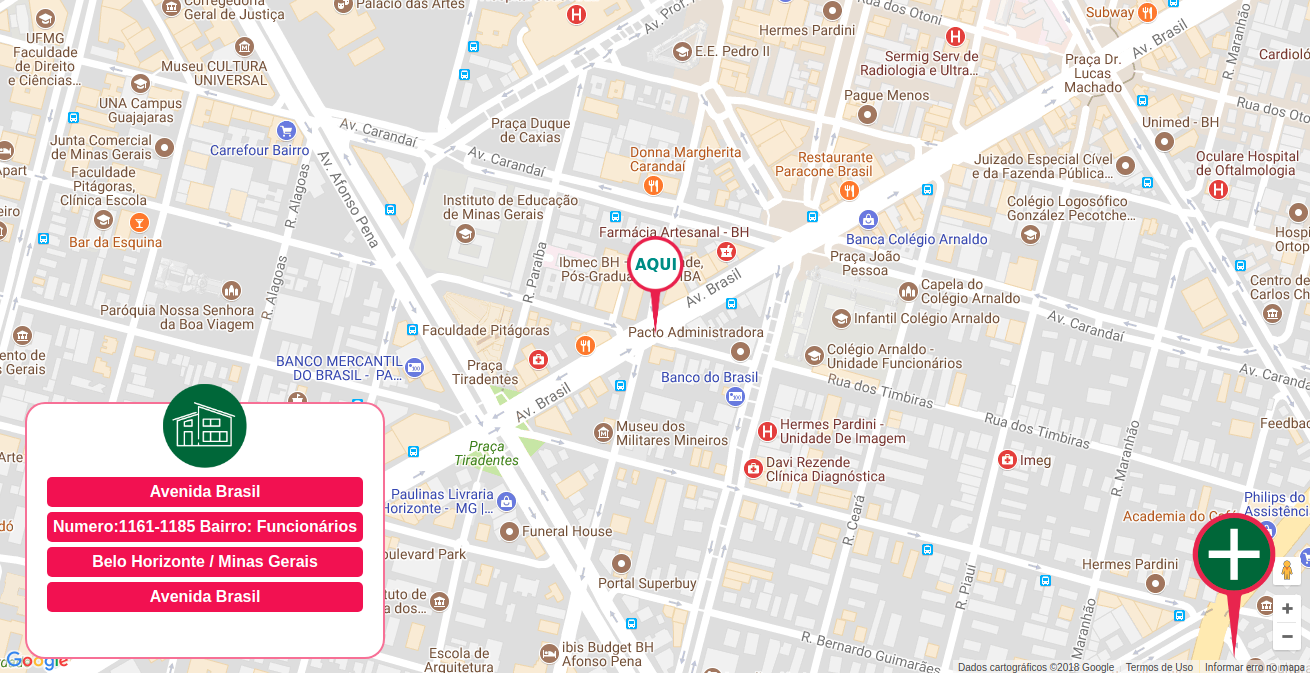 Corregedoria
Geral de Justiça
Palácio das Artes
Av. Prof.
Rua dos Otoni
Hermes Pardini
Subway
Av. Brasil
R. Maranhão
UFMG
Faculdade
de Direito
e Ciências...
Museu CULTURA
UNIVERSAL
E.E. Pedro II
Sermig Serv de
Radiologia e Ultra...
Praça Dr.
Lucas
Machado
Cardioló
UNA Campus
Guajajaras
Pague Menos
Rua dos Oto
Junta Comercial
de Minas Gerais
Carrefour Bairro
Av. Carandaí
Praça Duque
de Caxias
Unimed - BH
Apart
Faculdade
Pitágoras,
Clínica Escola
R. Alagoas
Av. Afonso Pena
Av. Carandaí
Donna Margherita
Carandaí
Restaurante
Paracone Brasil
Juizado Especial Cível
e da Fazenda Pública...
Oculare Hospital
de Oftalmologia
Bar da Esquina
Instituto de Educação
de Minas Gerais
Farmácia Artesanal - BH
Banca Colégio Arnaldo
Colégio Logosófico
González Pecotche...
Hospi
Ortop
R. Alagoas
R. Paraíba
Ibmec BH -
de,
Pós-Gradua
IBA
AQUI
Av. Brasil
Praça João
Pessoa
Capela do
Colégio Arnaldo
Centro de
Carlos Ch
Paróquia Nossa Senhora
da Boa Viagem
Faculdade Pitágoras
Pacto Administradora
Infantil Colégio Arnaldo
Av. Carandaí
ento de
s Gerais
BANCO MERCANTIL
DO BRASIL - PA...
Praça
Tiradentes
Banco do Brasil
Colégio Arnaldo -
Unidade Funcionários
Av. Caranda
Av. Brasil
Rua dos Timbiras
Rua dos Timbiras
Feedbac
Museu dos
Militares Mineiros
Hermes Pardini -
Unidade De Imagem
R. Maranhão
Praça
Tiradentes
Arte
Davi Rezende
Clínica Diagnóstica
Imeg
Avenida Brasil
Numero:1161-1185 Bairro: Funcionários
Belo Horizonte / Minas Gerais
Avenida Brasil
Paulinas Livraria
Horizonte - MG |...
Funeral House
R. Ceará
Academia do Caf
Philips do
Assistênci
dó
oulevard Park
Portal Superbuy
R. Piauí
Hermes Pardini
tuto de
a dos...
R. Maranhão
Escola de
Arquitetura
ibis Budget BH
Afonso Pena
R. Bernardo Guimarães
Google
Dados cartográficos ©2018 Google
Termos de Uso
Informar erro no mapa